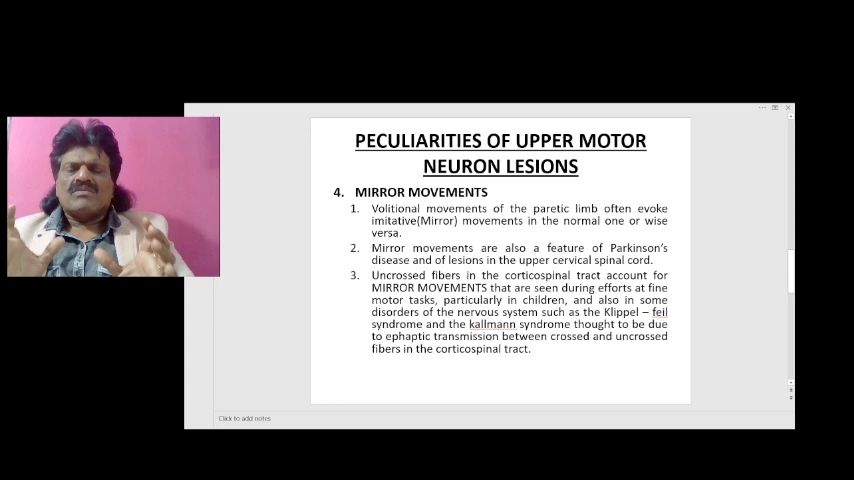 PECULIARITIES OF UPPER MOTOR
NEURON LESIONS
4. MIRROR MOVEMENTS
1. Volitional movements of the paretic limb often evoke
imitative(Mirror) movements in the normal one or wise
versa.
2. Mirror movements are also a feature of Parkinson's
disease and of lesions in the upper cervical spinal cord.
3. Uncrossed fibers in the corticospinal tract account for
MIRROR MOVEMENTS that are seen during efforts at fine
motor tasks, particularly in children, and also in some
disorders of the nervous system such as the Klippel – feil
syndrome and the kallmann syndrome thought to be due
to ephaptic transmission between crossed and uncrossed
fibers in the corticospinal tract.
Click to add notes